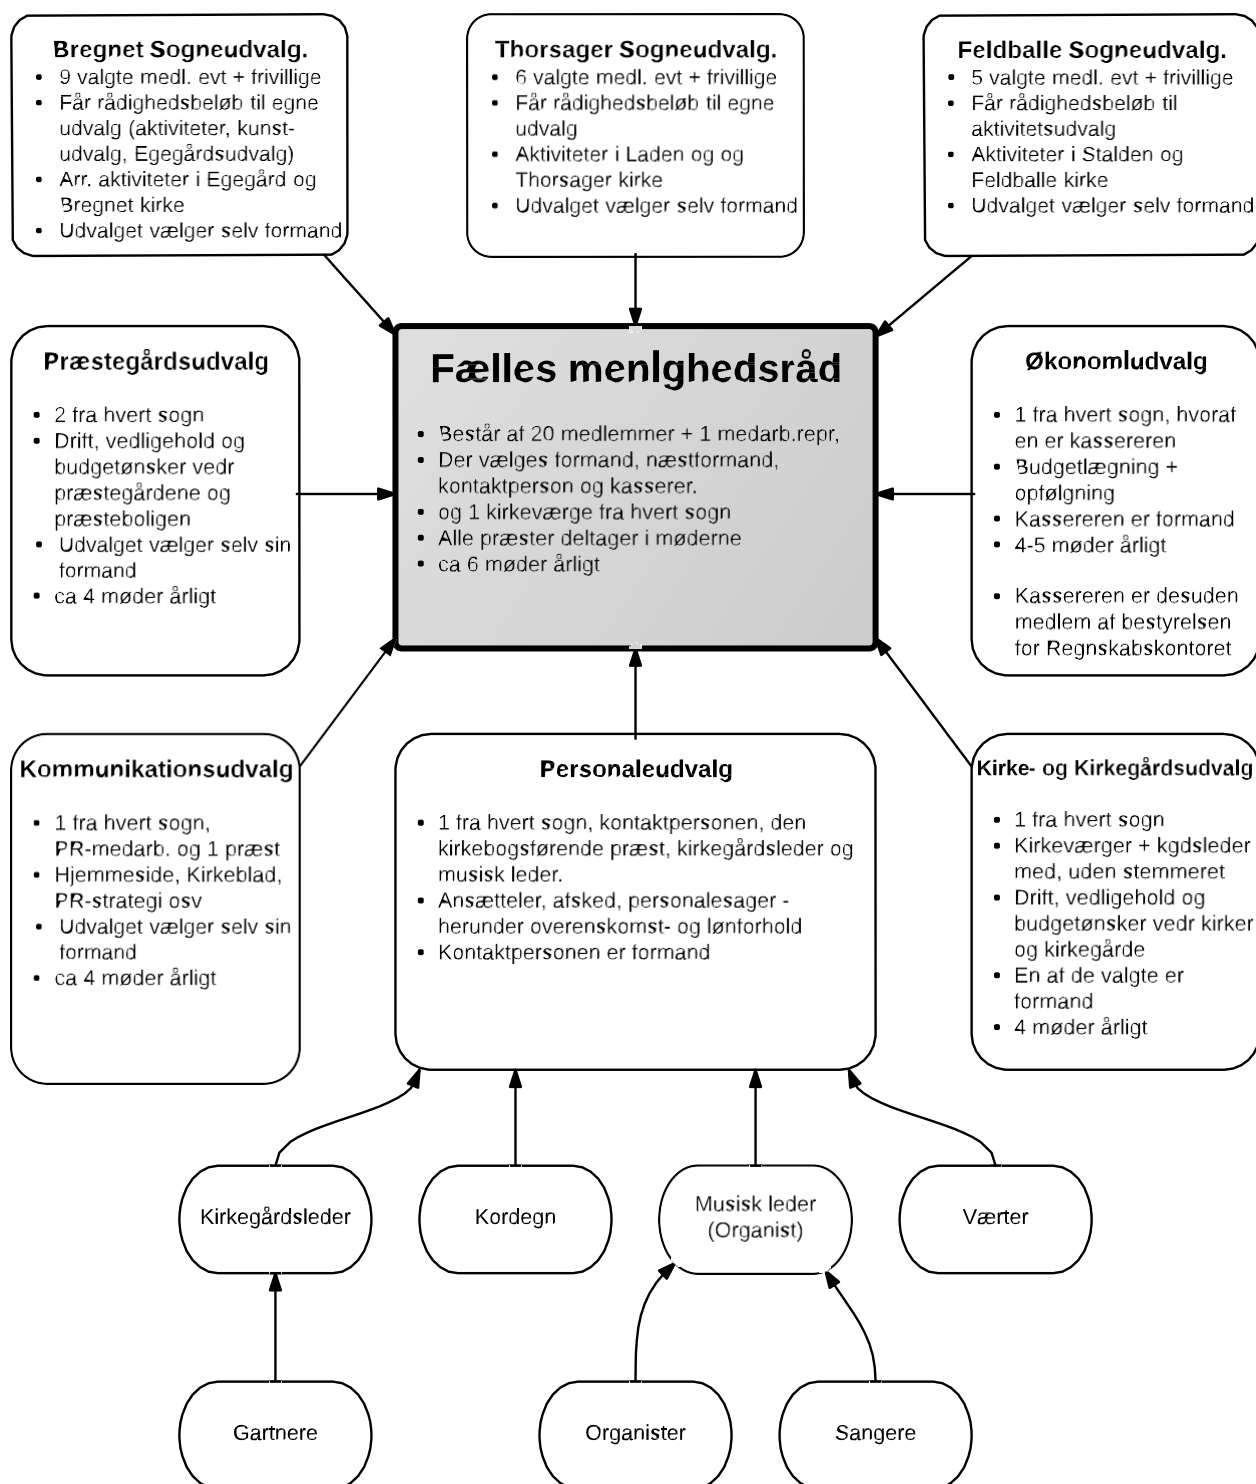 Bregnet Sogneudvalg.
• 9 valgte medl. evt + frivillige
• Får rådighedsbeløb til egne
udvalg (aktiviteter, kunst-
udvalg, Egegårdsudvalg)
• Arr. aktiviteter i Egegård og
Bregnet kirke
• Udvalget vælger selv formand
Thorsager Sogneudvalg.
• 6 valgte medl. evt + frivillige
• Får rådighedsbeløb til egne
udvalg
• Aktiviteter i Laden og og
Thorsager kirke
• Udvalget vælger selv formand
Feldballe Sogneudvalg.
• 5 valgte medl. evt + frivillige
• Får rådighedsbeløb til
aktivitetsudvalg
• Aktiviteter i Stalden og
Feldballe kirke
• Udvalget vælger selv formand
Præstegårdsudvalg
• 2 fra hvert sogn
• Drift, vedligehold og
budgetønsker vedr
præstegårdene og
præsteboligen
• Udvalget vælger selv sin
formand
• ca 4 møder årligt
Fælles menighedsråd
• Består af 20 medlemmer + 1 medarb.repr,
• Der vælges formand, næstformand,
kontaktperson og kasserer.
• og 1 kirkeværge fra hvert sogn
• Alle præster deltager i møderne
• ca 6 møder årligt
Økonomiudvalg
• 1 fra hvert sogn, hvoraf
en er kassereren
• Budgetlægning +
opfølgning
• Kassereren er formand
• 4-5 møder årligt
• Kassereren er desuden
medlem af bestyrelsen
for Regnskabskontoret
Kommunikationsudvalg
• 1 fra hvert sogn,
PR-medarb. og 1 præst
• Hjemmeside, Kirkeblad,
PR-strategi osv
• Udvalget vælger selv sin
formand
• ca 4 møder årligt
Personaleudvalg
• 1 fra hvert sogn, kontaktpersonen, den
kirkebogsførende præst, kirkegårdsleder og
musisk leder.
• Ansætteler, afsked, personalesager -
herunder overenskomst- og lønforhold
• Kontaktpersonen er formand
Kirke- og Kirkegårdsudvalg
• 1 fra hvert sogn
• Kirkeværger + kgdsleder
med, uden stemmeret
• Drift, vedligehold og
budgetønsker vedr kirker
og kirkegårde
• En af de valgte er
formand
• 4 møder årligt
Kirkegårdsleder
Kordegn
Musisk leder
(Organist)
Værter
Gartnere
Organister
Sangere